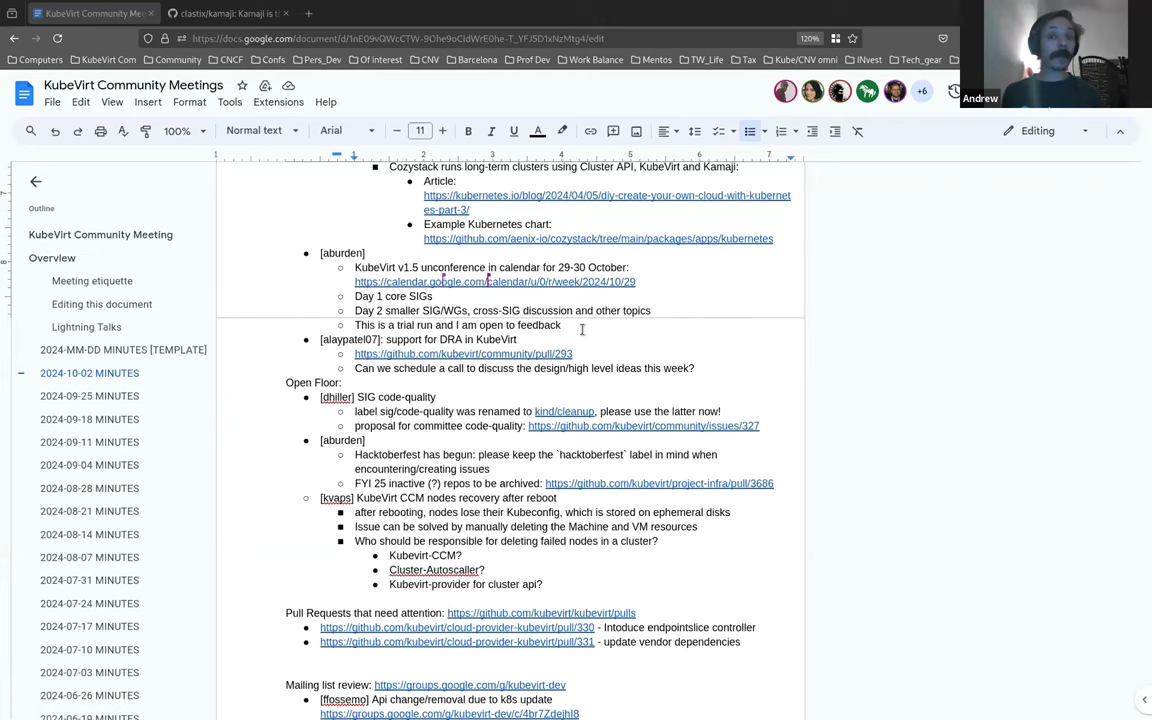 KubeVirt Community Me
clastix/kamaji: Kamaji is t
https://docs.google.com/document/d/1nE09vQWcCTW-9Ohe9oCldWrE0he-T_YFJ5D1xNzMtg4/edit
120%
Computers
KubeVirt Com
Community
CNCF
Confs
Pers_Dev
Of interest
CNV
Barcelona
Prof Dev
Work Balance
Mentos
TW_Life
Tax
Kube/CNV omni
INvest
Tech_gear
Andrew
KubeVirt Community Meetings
+6
File Edit View Insert Format Tools Extensions Help
100% Normal text Arial 11 Editing
1 1 2 3 4 5 6 7
Outline
KubeVirt Community Meeting
Overview
Meeting etiquette
Editing this document
Lightning Talks
2024-MM-DD MINUTES [TEMPLATE]
2024-10-02 MINUTES
2024-09-25 MINUTES
2024-09-18 MINUTES
2024-09-11 MINUTES
2024-09-04 MINUTES
2024-08-28 MINUTES
2024-08-21 MINUTES
2024-08-14 MINUTES
2024-08-07 MINUTES
2024-07-31 MINUTES
2024-07-24 MINUTES
2024-07-17 MINUTES
2024-07-10 MINUTES
2024-07-03 MINUTES
2024-06-26 MINUTES
2024-06-19 MINUTES
Cozystack runs long-term clusters using Cluster API, KubeVirt and Kamaji:
Article:
https://kubernetes.io/blog/2024/04/05/diy-create-your-own-cloud-with-kubernet
es-part-3/
Example Kubernetes chart:
https://github.com/aenix-io/cozystack/tree/main/packages/apps/kubernetes
[aburden]
KubeVirt v1.5 unconference in calendar for 29-30 October:
https://calendar.google.com/calendar/u/0/r/week/2024/10/29
Day 1 core SIGs
Day 2 smaller SIG/WGs, cross-SIG discussion and other topics
This is a trial run and I am open to feedback
[alaypatel07]: support for DRA in KubeVirt
https://github.com/kubevirt/community/pull/293
Can we schedule a call to discuss the design/high level ideas this week?
Open Floor:
[dhiller] SIG code-quality
label sig/code-quality was renamed to kind/cleanup, please use the latter now!
proposal for committee code-quality: https://github.com/kubevirt/community/issues/327
[aburden]
Hacktoberfest has begun: please keep the `hacktoberfest` label in mind when
encountering/creating issues
FYI 25 inactive (?) repos to be archived: https://github.com/kubevirt/project-infra/pull/3686
[kvaps] KubeVirt CCM nodes recovery after reboot
after rebooting, nodes lose their Kubeconfig, which is stored on ephemeral disks
Issue can be solved by manually deleting the Machine and VM resources
Who should be responsible for deleting failed nodes in a cluster?
Kubevirt-CCM?
Cluster-Autoscaller?
Kubevirt-provider for cluster api?
Pull Requests that need attention: https://github.com/kubevirt/kubevirt/pulls
https://github.com/kubevirt/cloud-provider-kubevirt/pull/330 - Intoduce endpointslice controller
https://github.com/kubevirt/cloud-provider-kubevirt/pull/331 - update vendor dependencies
Mailing list review: https://groups.google.com/g/kubevirt-dev
[ffossemo] Api change/removal due to k8s update
https://groups.google.com/g/kubevirt-dev/c/4br7ZdejhI8